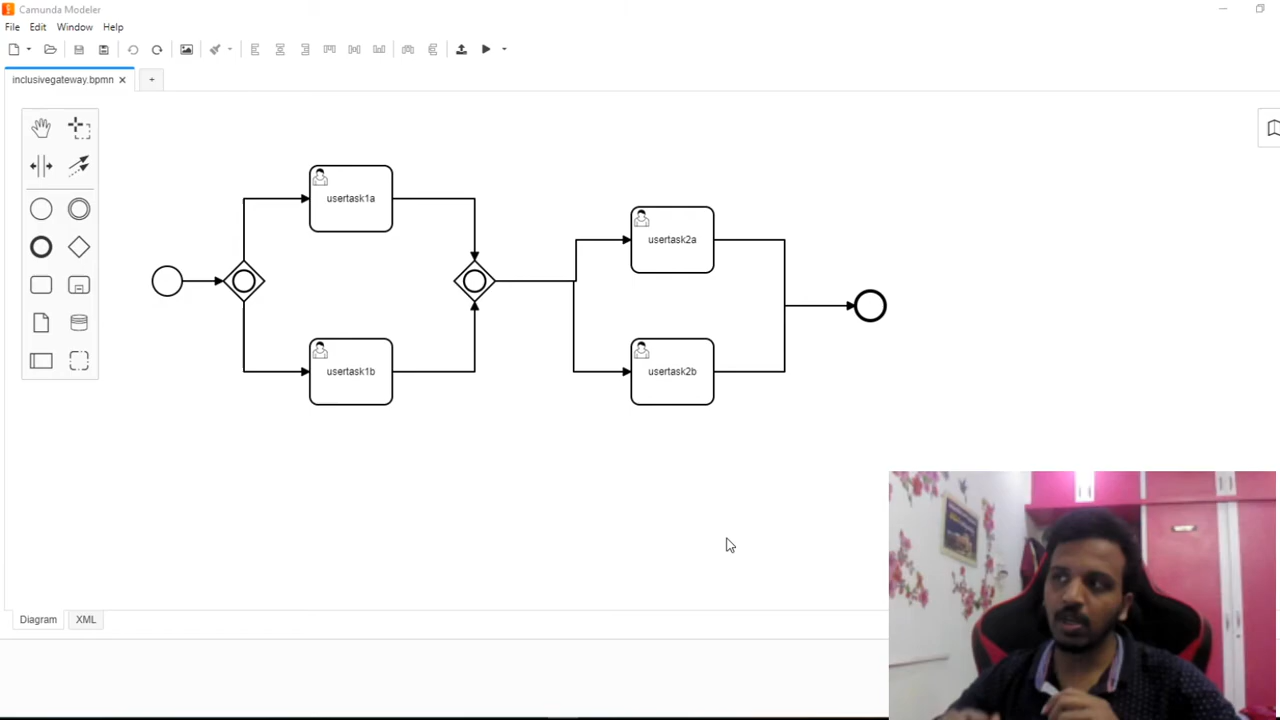 Camunda Modeler
File Edit Window Help
inclusivegateway.bpmn
usertask1a
usertask2a
usertask1b
usertask2b
Diagram XML